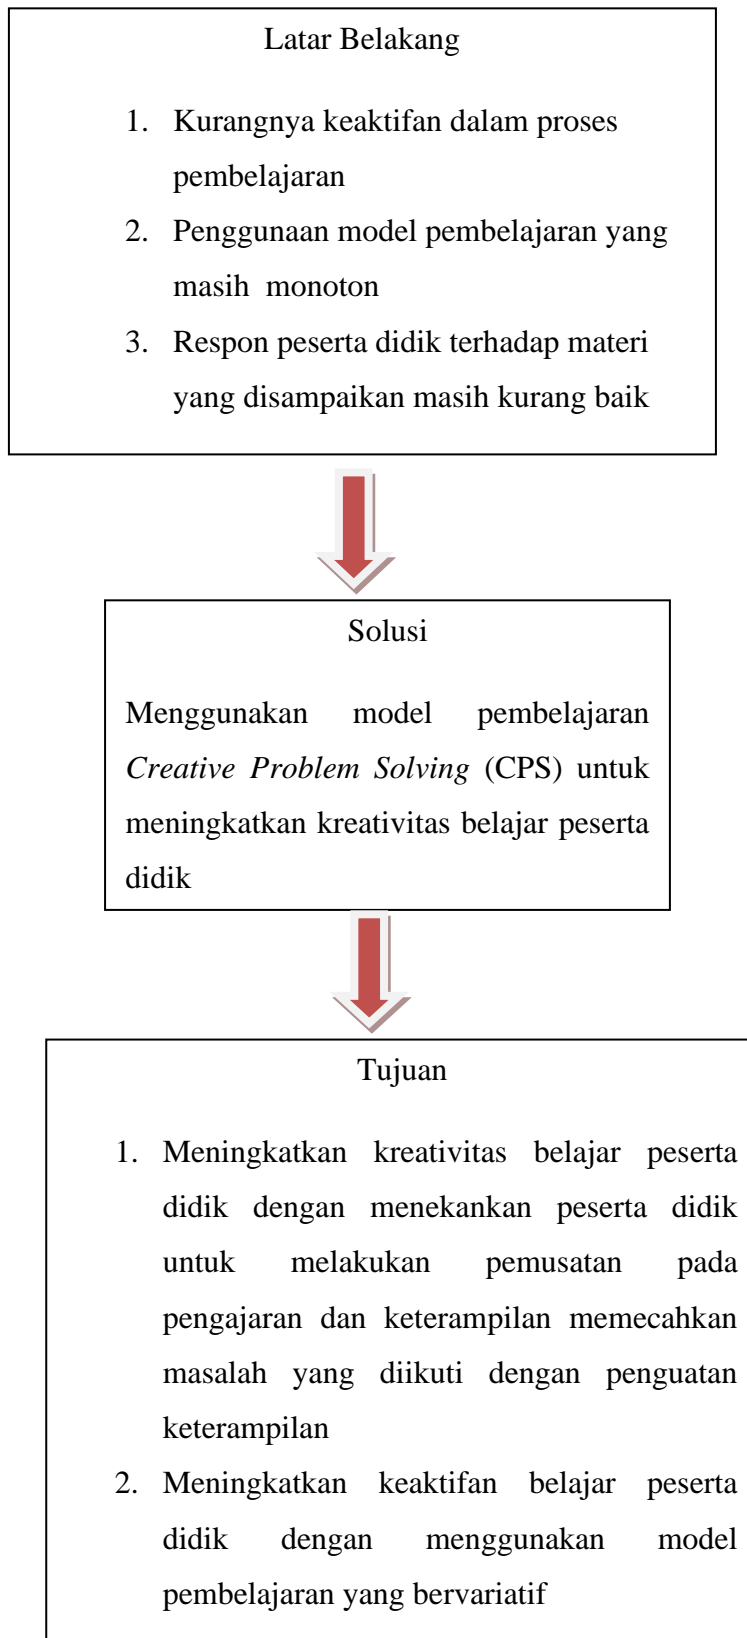 Latar Belakang
1. Kurangnya keaktifan dalam proses
pembelajaran
2. Penggunaan model pembelajaran yang
masih monoton
3. Respon peserta didik terhadap materi
yang disampaikan masih kurang baik
Solusi
Menggunakan model pembelajaran
Creative Problem Solving (CPS) untuk
meningkatkan kreativitas belajar peserta
didik
Tujuan
1. Meningkatkan kreativitas belajar peserta
didik dengan menekankan peserta didik
untuk melakukan pemusatan pada
pengajaran dan keterampilan memecahkan
masalah yang diikuti dengan penguatan
keterampilan
2. Meningkatkan keaktifan belajar peserta
didik dengan menggunakan model
pembelajaran yang bervariatif